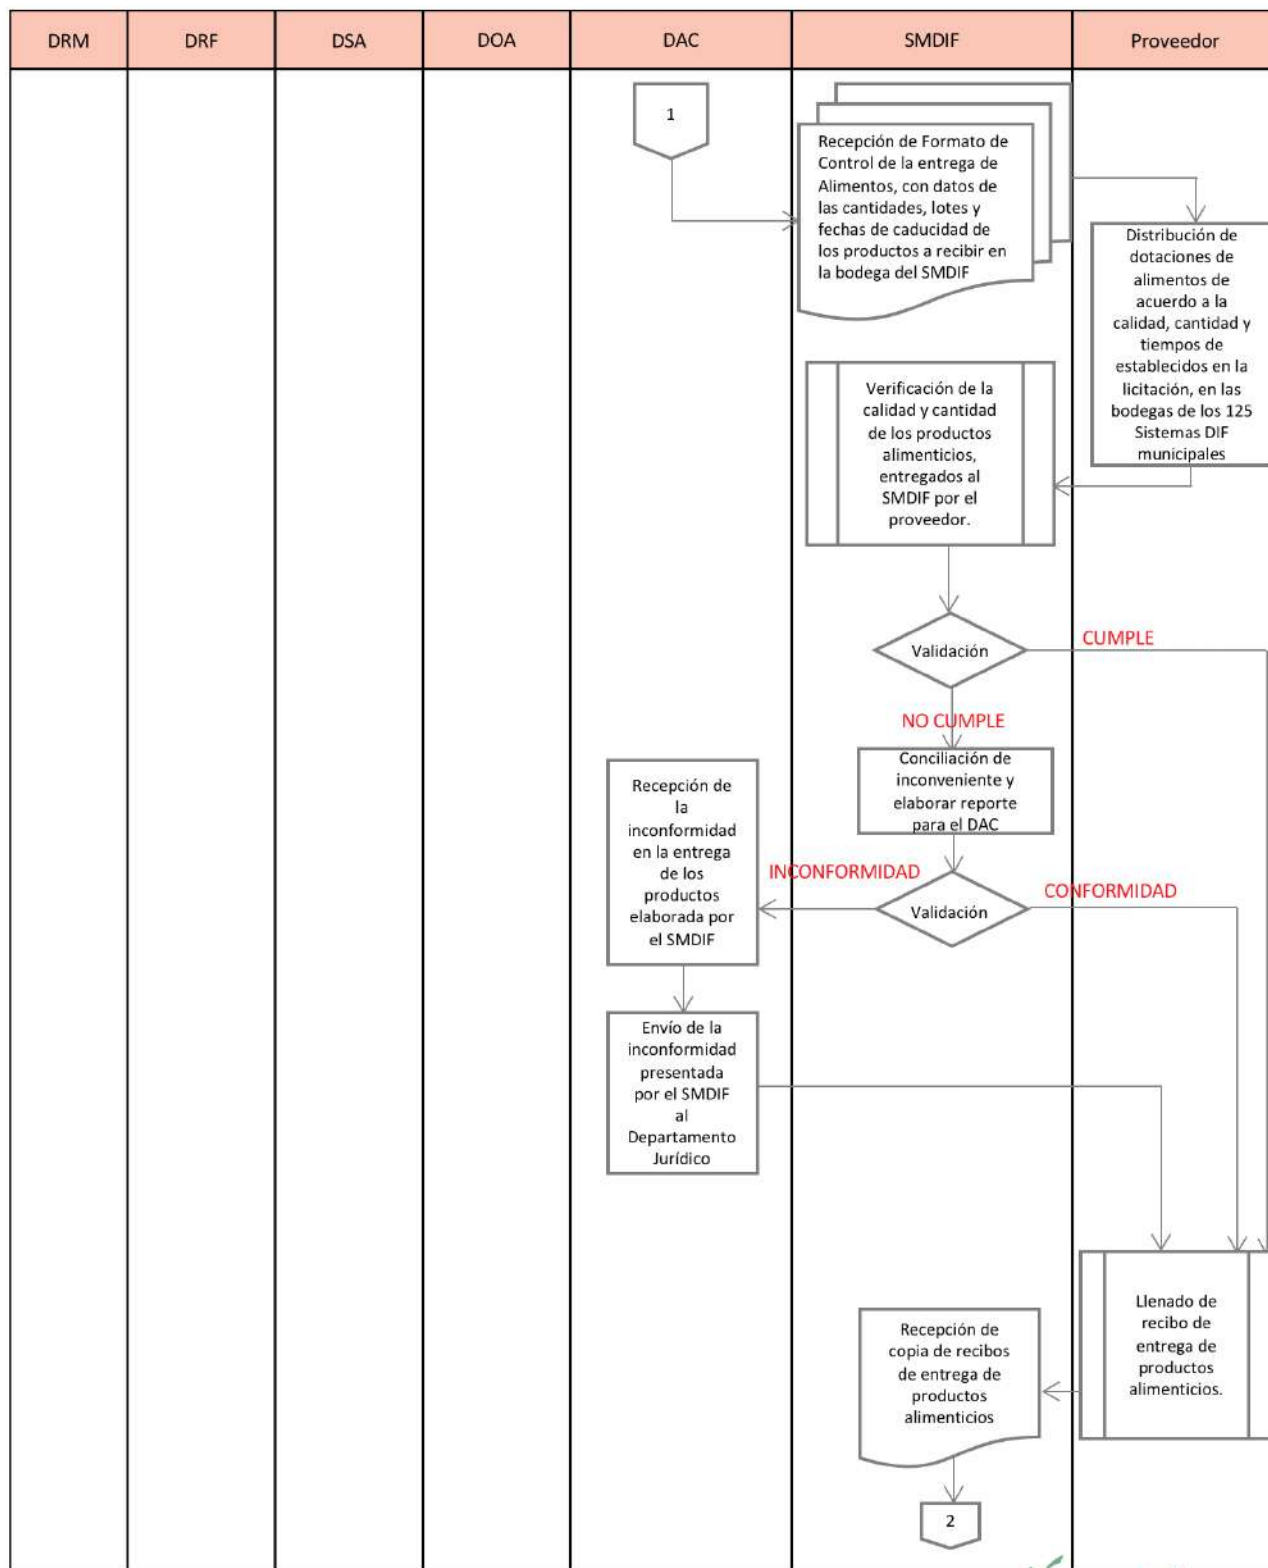 DRM
DRF
DSA
DOA
DAC
SMDIF
Proveedor
1
Recepción de Formato de
Control de la entrega de
Alimentos, con datos de
las cantidades, lotes y
fechas de caducidad de
los productos a recibir en
la bodega del SMDIF
Distribución de
dotaciones de
alimentos de
acuerdo a la
calidad, cantidad y
tiempos de
establecidos en la
licitación, en las
bodegas de los 125
Sistemas DIF
municipales
Verificación de la
calidad y cantidad
de los productos
alimenticios,
entregados al
SMDIF por el
proveedor.
Validación
CUMPLE
NO CUMPLE
Conciliación de
inconveniente y
elaborar reporte
para el DAC
Recepción de
la
inconformidad
en la entrega
de los
productos
elaborada por
el SMDIF
INCONFORMIDAD
Validación
CONFORMIDAD
Envío de la
inconformidad
presentada
por el SMDIF
al
Departamento
Jurídico
Llenado de
recibo de
entrega de
productos
alimenticios.
Recepción de
copia de recibos
de entrega de
productos
alimenticios
2